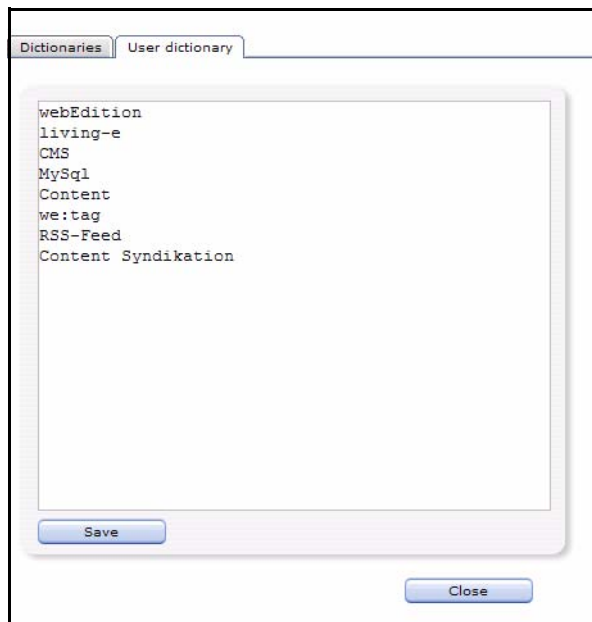 Dictionaries User dictionary
webEdition
living-e
CMS
MySql
Content
we:tag
RSS-Feed
Content Syndikation
Save
Close